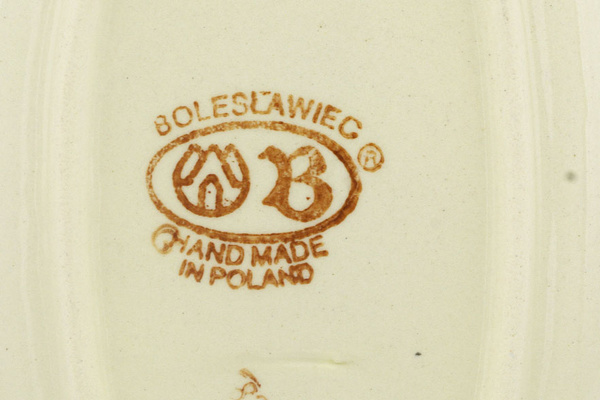 BOLESŁAWIEC
®
B
HAND MADE
IN POLAND